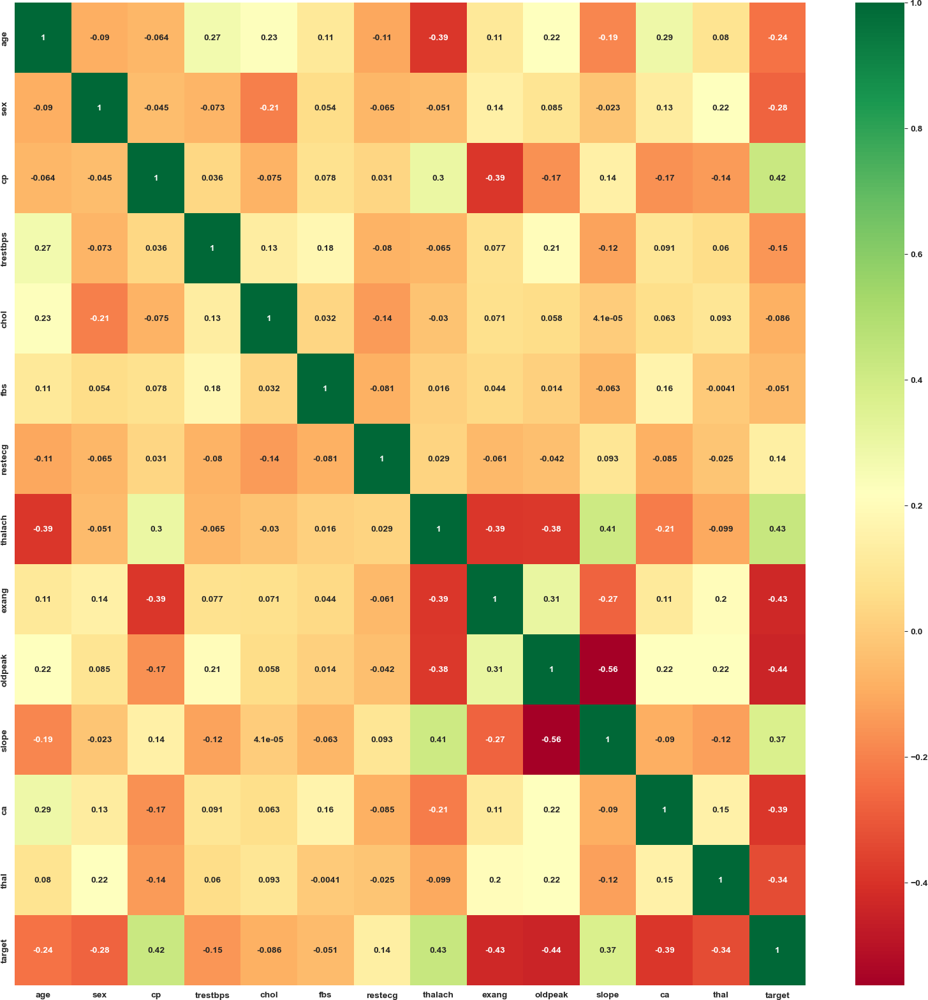 age 1 -0.09 -0.064 0.27 0.23 0.11 -0.11 -0.39 0.11 0.22 -0.19 0.29 0.08 -0.24
sex -0.09 1 -0.045 -0.073 -0.21 0.054 -0.065 -0.051 0.14 0.085 -0.023 0.13 0.22 -0.28
cp -0.064 -0.045 1 0.036 -0.075 0.078 0.031 0.3 -0.39 -0.17 0.14 -0.17 -0.14 0.42
trestbps 0.27 -0.073 0.036 1 0.13 0.18 -0.08 -0.065 0.077 0.21 -0.12 0.091 0.06 -0.15
chol 0.23 -0.21 -0.075 0.13 1 0.032 -0.14 -0.03 0.071 0.058 4.1e-05 0.063 0.093 -0.086
fbs 0.11 0.054 0.078 0.18 0.032 1 -0.081 0.016 0.044 0.014 -0.063 0.16 -0.0041 -0.051
restecg -0.11 -0.065 0.031 -0.08 -0.14 -0.081 1 0.029 -0.061 -0.042 0.093 -0.085 -0.025 0.14
thalach -0.39 -0.051 0.3 -0.065 -0.03 0.016 0.029 1 -0.39 -0.38 0.41 -0.21 -0.099 0.43
exang 0.11 0.14 -0.39 0.077 0.071 0.044 -0.061 -0.39 1 0.31 -0.27 0.11 0.2 -0.43
oldpeak 0.22 0.085 -0.17 0.21 0.058 0.014 -0.042 -0.38 0.31 1 -0.56 0.22 0.22 -0.44
slope -0.19 -0.023 0.14 -0.12 4.1e-05 -0.063 0.093 0.41 -0.27 -0.56 1 -0.09 -0.12 0.37
ca 0.29 0.13 -0.17 0.091 0.063 0.16 -0.085 -0.21 0.11 0.22 -0.09 1 0.15 -0.39
thal 0.08 0.22 -0.14 0.06 0.093 -0.0041 -0.025 -0.099 0.2 0.22 -0.12 0.15 1 -0.34
target -0.24 -0.28 0.42 -0.15 -0.086 -0.051 0.14 0.43 -0.43 -0.44 0.37 -0.39 -0.34 1
age sex cp trestbps chol fbs restecg thalach exang oldpeak slope ca thal target
1.0
0.8
0.6
0.4
0.2
0.0
−0.2
−0.4